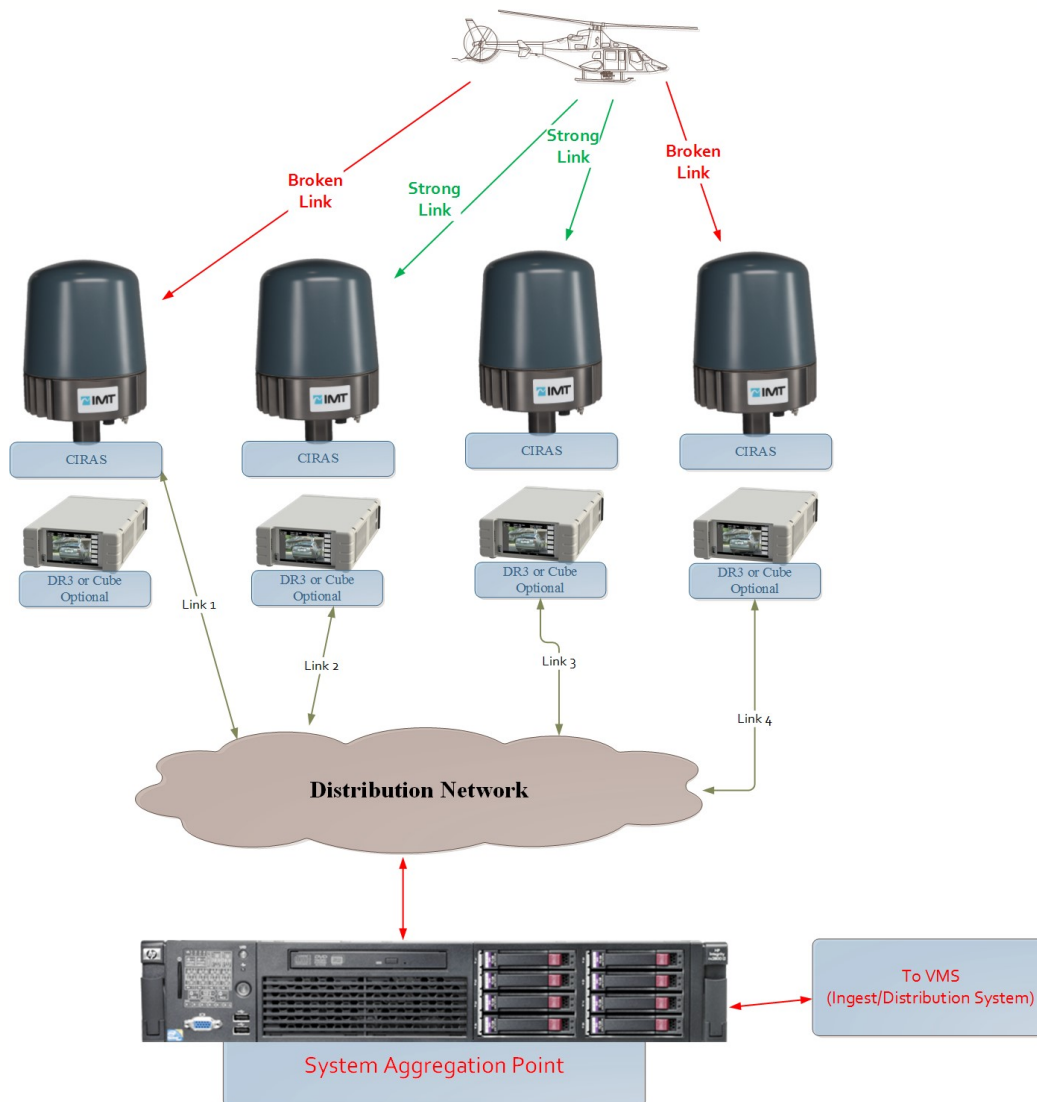 Strong
Link
Broken
Link
Broken
Link
Strong
Link
IMT
IMT
IMT
IMT
CIRAS
CIRAS
CIRAS
CIRAS
DR3 or Cube
Optional
DR3 or Cube
Optional
DR3 or Cube
Optional
DR3 or Cube
Optional
Link 1
Link 2
Link 3
Link 4
Distribution Network
hp
To VMS
(Ingest/Distribution System)
System Aggregation Point